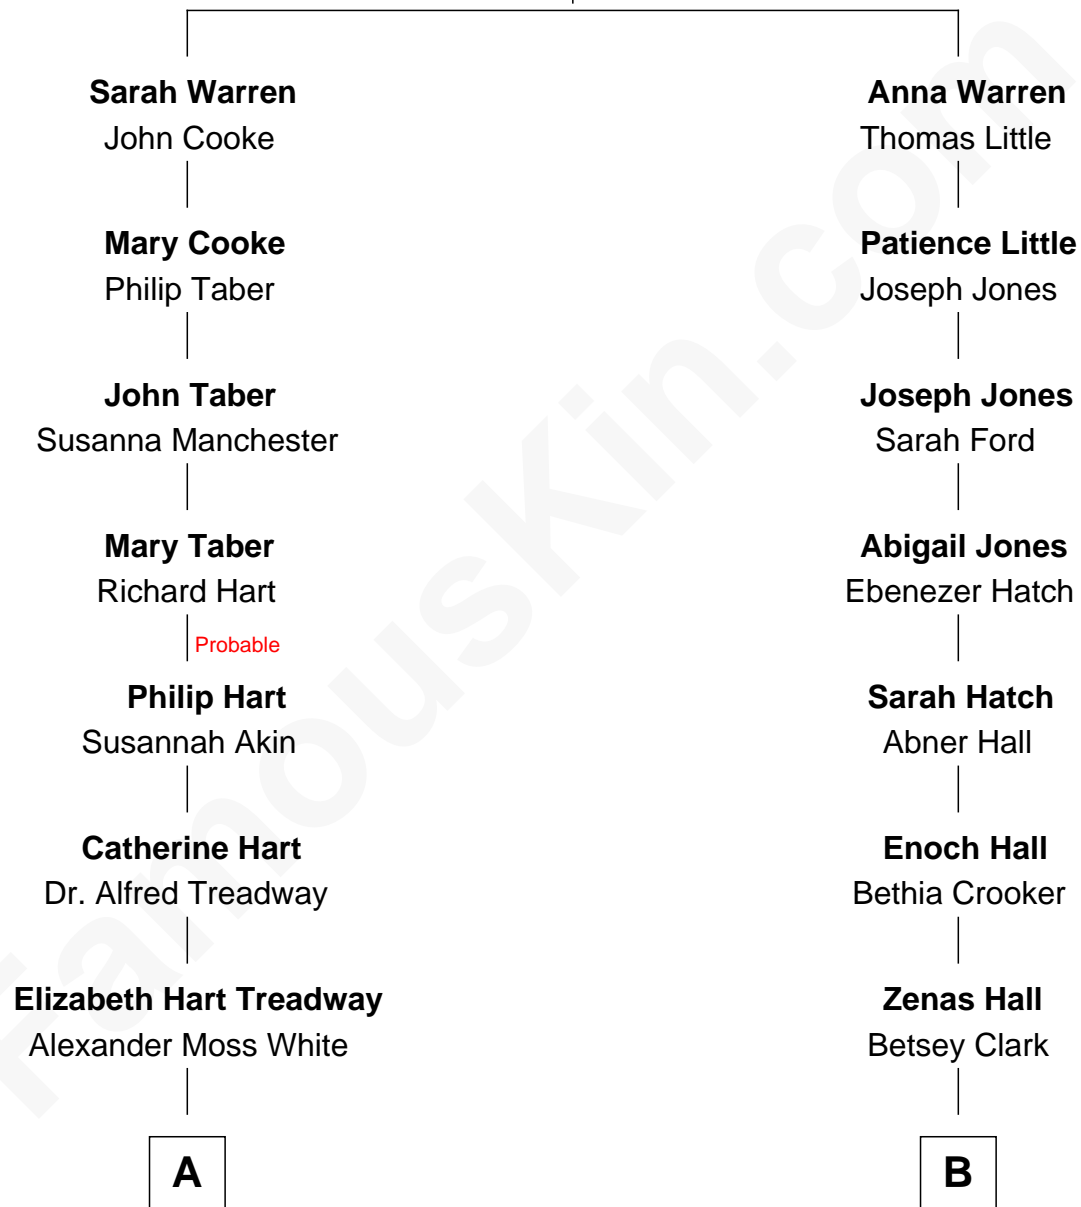 Sarah Warren
John Cooke
Mary Cooke
Philip Taber
John Taber
Susanna Manchester
Mary Taber
Richard Hart
Probable
Philip Hart
Susannah Akin
Catherine Hart
Dr. Alfred Treadway
Elizabeth Hart Treadway
Alexander Moss White
A
Anna Warren
Thomas Little
Patience Little
Joseph Jones
Joseph Jones
Sarah Ford
Abigail Jones
Ebenezer Hatch
Sarah Hatch
Abner Hall
Enoch Hall
Bethia Crooker
Zenas Hall
Betsey Clark
B
FamousKin.com